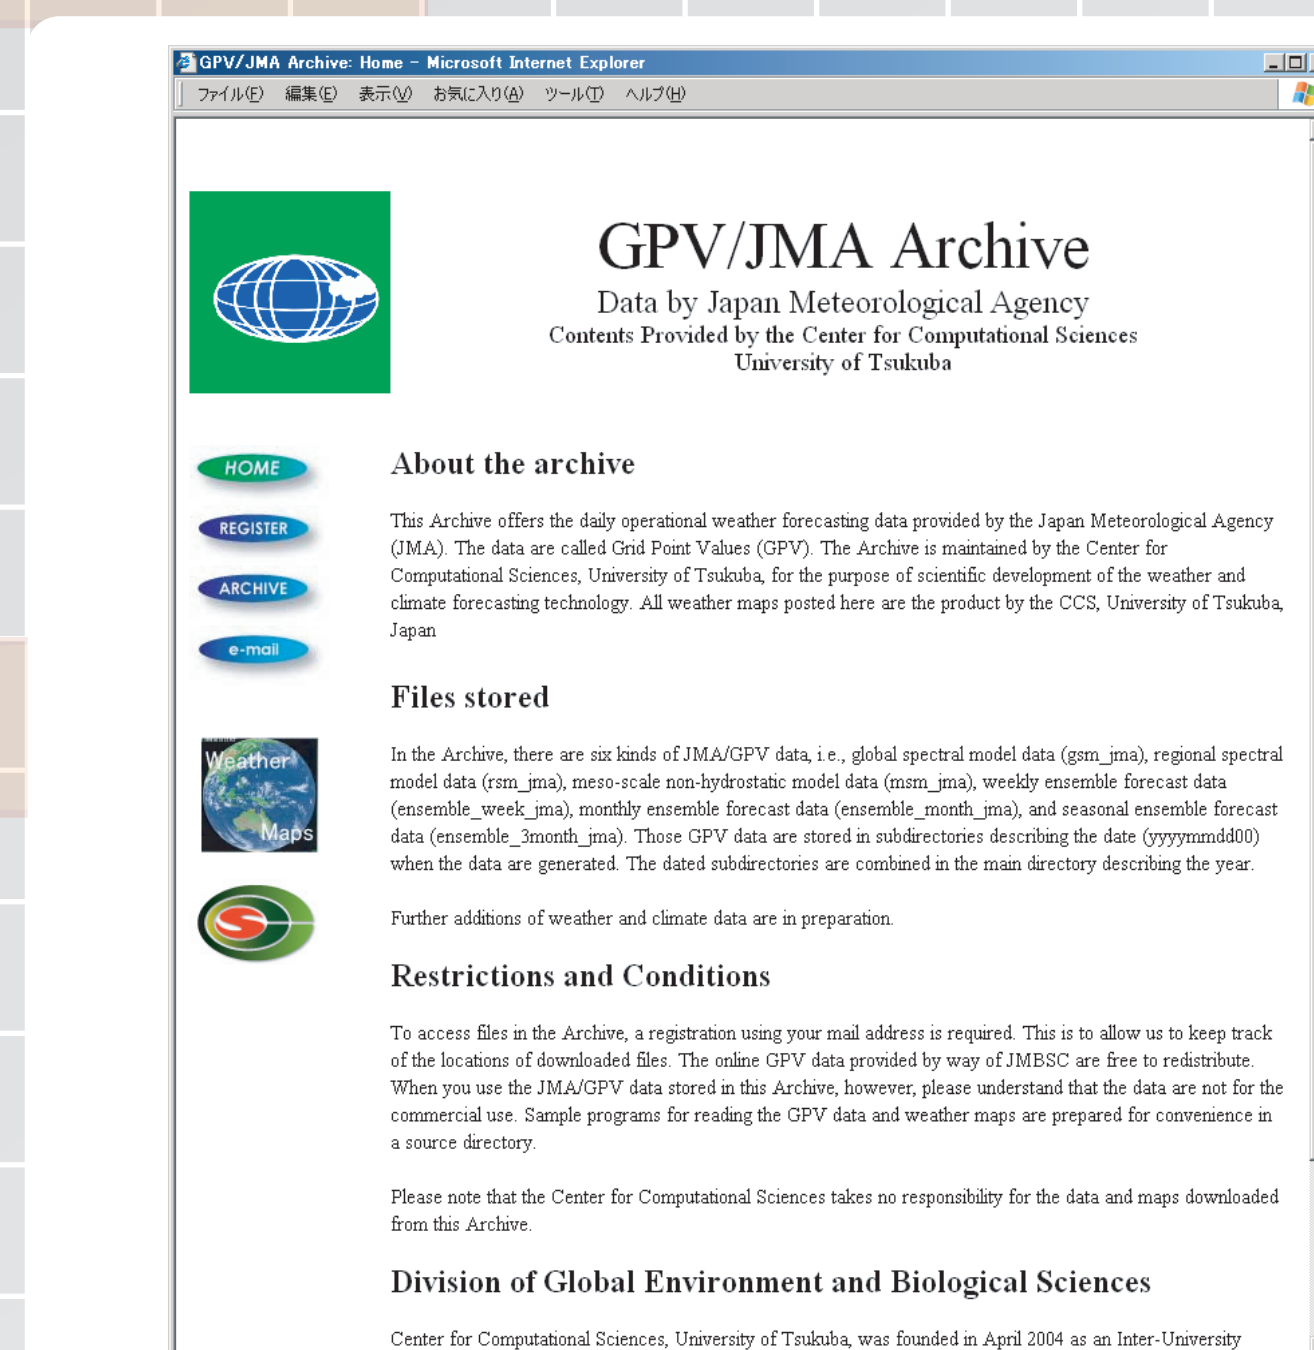 GPV/JMA Archive: Home - Microsoft Internet Explorer
ファイル(F) 編集(E) 表示(V) お気に入り(A) ツール(T) ヘルプ(H)
GPV/JMA Archive
Data by Japan Meteorological Agency
Contents Provided by the Center for Computational Sciences
University of Tsukuba
HOME
REGISTER
ARCHIVE
e-mail
Weather
Maps
About the archive
This Archive offers the daily operational weather forecasting data provided by the Japan Meteorological Agency
(JMA). The data are called Grid Point Values (GPV). The Archive is maintained by the Center for
Computational Sciences, University of Tsukuba, for the purpose of scientific development of the weather and
climate forecasting technology. All weather maps posted here are the product by the CCS, University of Tsukuba,
Japan
Files stored
In the Archive, there are six kinds of JMA/GPV data, i.e., global spectral model data (gsm_jma), regional spectral
model data (rsm_jma), meso-scale non-hydrostatic model data (msm_jma), weekly ensemble forecast data
(ensemble_week_jma), monthly ensemble forecast data (ensemble_month_jma), and seasonal ensemble forecast
data (ensemble_3month_jma). Those GPV data are stored in subdirectories describing the date (yyyymmdd00)
when the data are generated. The dated subdirectories are combined in the main directory describing the year.
Further additions of weather and climate data are in preparation.
Restrictions and Conditions
To access files in the Archive, a registration using your mail address is required. This is to allow us to keep track
of the locations of downloaded files. The online GPV data provided by way of JMBSC are free to redistribute.
When you use the JMA/GPV data stored in this Archive, however, please understand that the data are not for the
commercial use. Sample programs for reading the GPV data and weather maps are prepared for convenience in
a source directory.
Please note that the Center for Computational Sciences takes no responsibility for the data and maps downloaded
from this Archive.
Division of Global Environment and Biological Sciences
Center for Computational Sciences, University of Tsukuba, was founded in April 2004 as an Inter-University